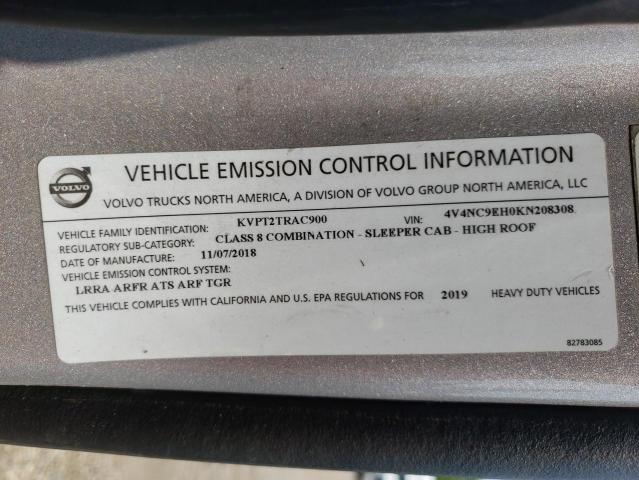 VOLVO
VEHICLE EMISSION CONTROL INFORMATION
VOLVO TRUCKS NORTH AMERICA, A DIVISION OF VOLVO GROUP NORTH AMERICA, LLC
VEHICLE FAMILY IDENTIFICATION: KVPT2TRAC900 VIN: 4V4NC9EH0KN208308
REGULATORY SUB-CATEGORY: CLASS 8 COMBINATION - SLEEPER CAB - HIGH ROOF
DATE OF MANUFACTURE: 11/07/2018
VEHICLE EMISSION CONTROL SYSTEM:
LRRA ARFR ATS ARF TGR
THIS VEHICLE COMPLIES WITH CALIFORNIA AND U.S. EPA REGULATIONS FOR 2019 HEAVY DUTY VEHICLES
82783085